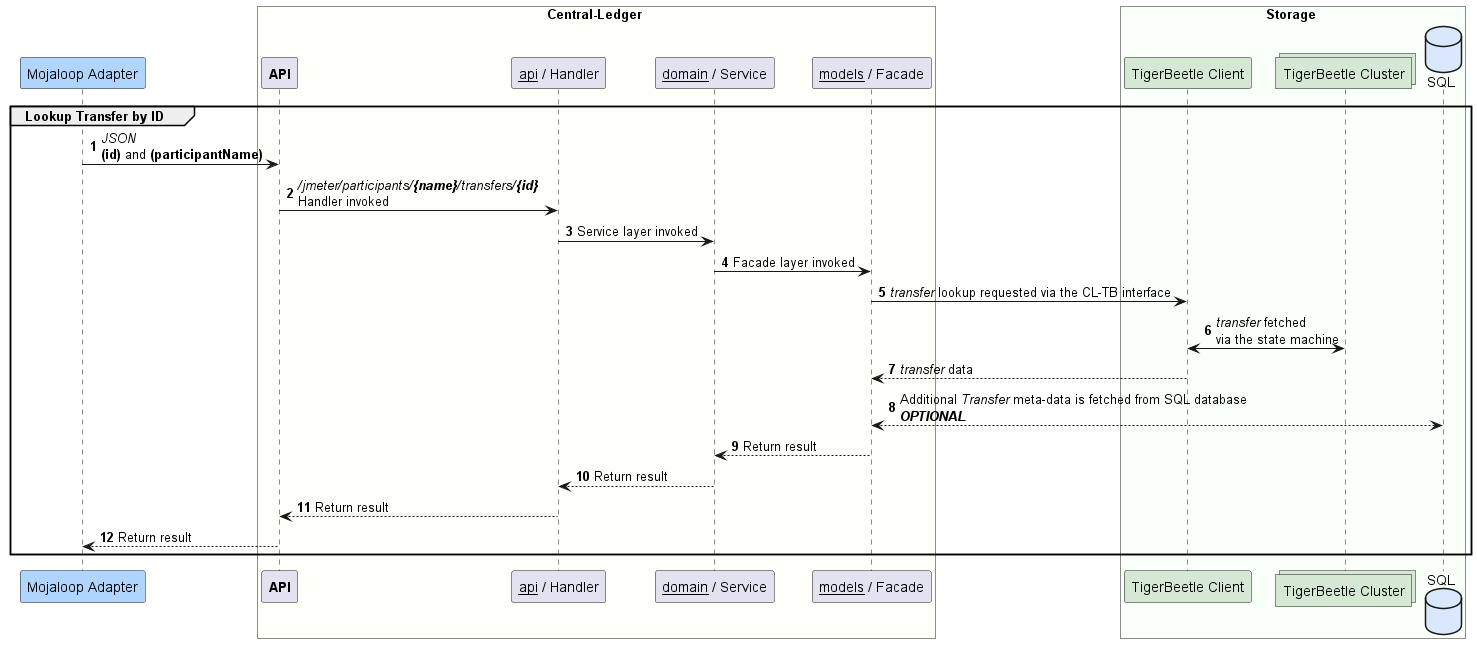 Central-Ledger
Storage
Mojaloop Adapter
API
api / Handler
domain / Service
models / Facade
TigerBeetle Client
TigerBeetle Cluster
SQL
Lookup Transfer by ID
1 JSON
(id) and (participantName)
2 /jmeter/participants/{name}/transfers/{id}
Handler invoked
3 Service layer invoked
4 Facade layer invoked
5 transfer lookup requested via the CL-TB interface
6 transfer fetched
via the state machine
7 transfer data
8 Additional Transfer meta-data is fetched from SQL database
OPTIONAL
9 Return result
10 Return result
11 Return result
12 Return result
Mojaloop Adapter
API
api / Handler
domain / Service
models / Facade
TigerBeetle Client
TigerBeetle Cluster
SQL